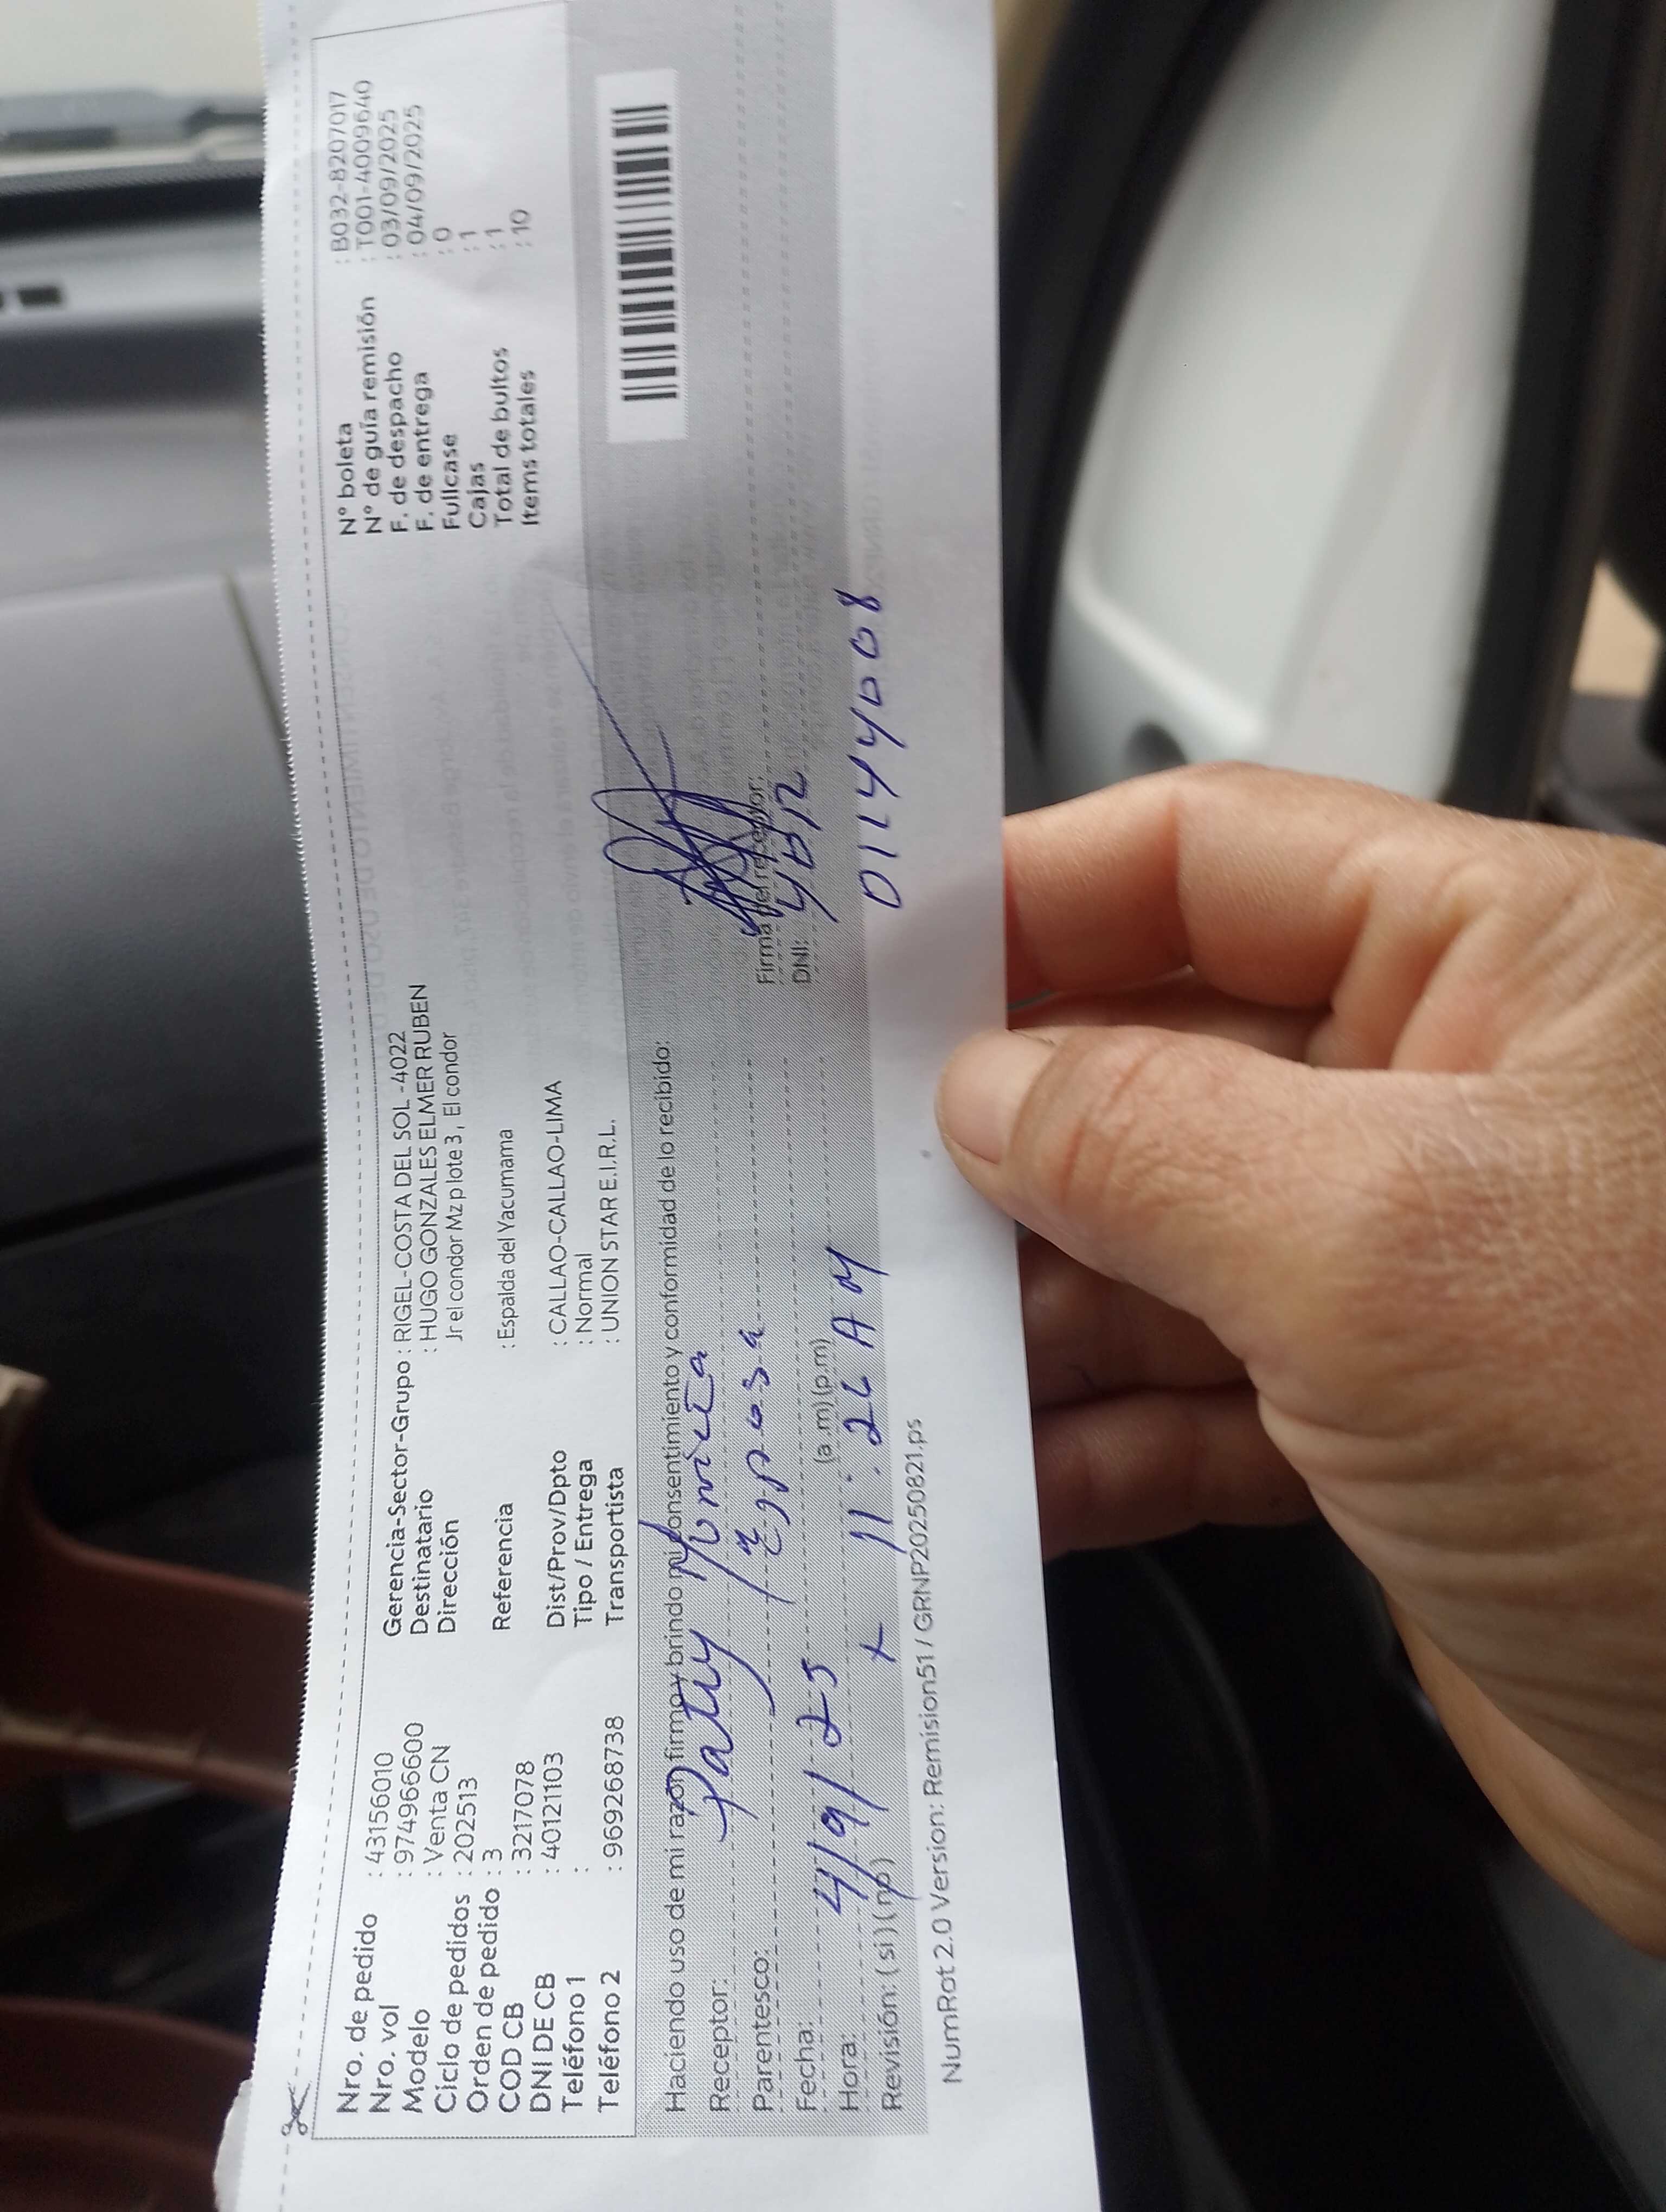 Nro. de pedido : 43156010
Nro. vol : 974966600
Modelo : Venta CN
Ciclo de pedidos : 202513
Orden de pedido : 3
COD CB : 3217078
DNI DE CB : 40121103
Teléfono 1 :
Teléfono 2 : 969268738
Gerencia-Sector-Grupo : RIGEL-COSTA DEL SOL -4022
Destinatario : HUGO GONZALES ELMER RUBEN
Dirección Jr el condor Mz p lote 3 , El condor
Referencia : Espalda del Yacumama
Dist/Prov/Dpto : CALLAO-CALLAO-LIMA
Tipo / Entrega : Normal
Transportista : UNION STAR E.I.R.L.
N° boleta : B032-8207017
N° de guía remisión : T001-4009640
F. de despacho : 03/09/2025
F. de entrega : 04/09/2025
Fullcase : 0
Cajas : 1
Total de bultos : 1
Items totales : 10
Haciendo uso de mi razón firmo y brindo mi consentimiento y conformidad de lo recibido:
Receptor: Paty
Parentesco: Esposa
Firma del receptor:
Fecha: 4/9/25
DNI:
Hora: 11:26 AM (a.m)(p.m)
01444008
Revisión: (si)(no)
NumRot 2.0 Version: Remision51 / GRNP20250821.ps